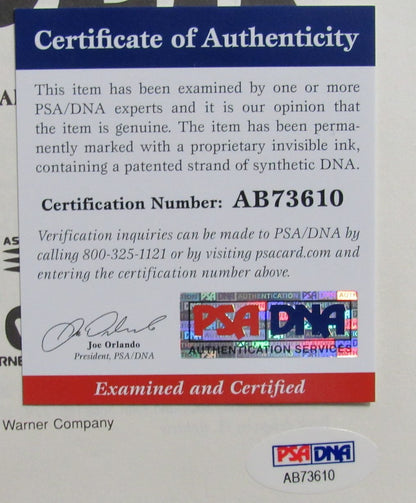 Certificate of Authenticity
This item has been examined by one or more
PSA/DNA experts and it is our opinion that
the item is genuine. The item has been perma-
nently marked with a proprietary invisible ink,
containing a patented strand of synthetic DNA.
Certification Number: AB73610
Verification inquiries can be made to PSA/DNA by
calling 800-325-1121 or by visiting psacard.com and
entering the certification number above.
Joe Orlando
President, PSA/DNA
PSA DNA
AUTHENTICATION SERVICES
Examined and Certified
Warner Company
PSA DNA
AB73610